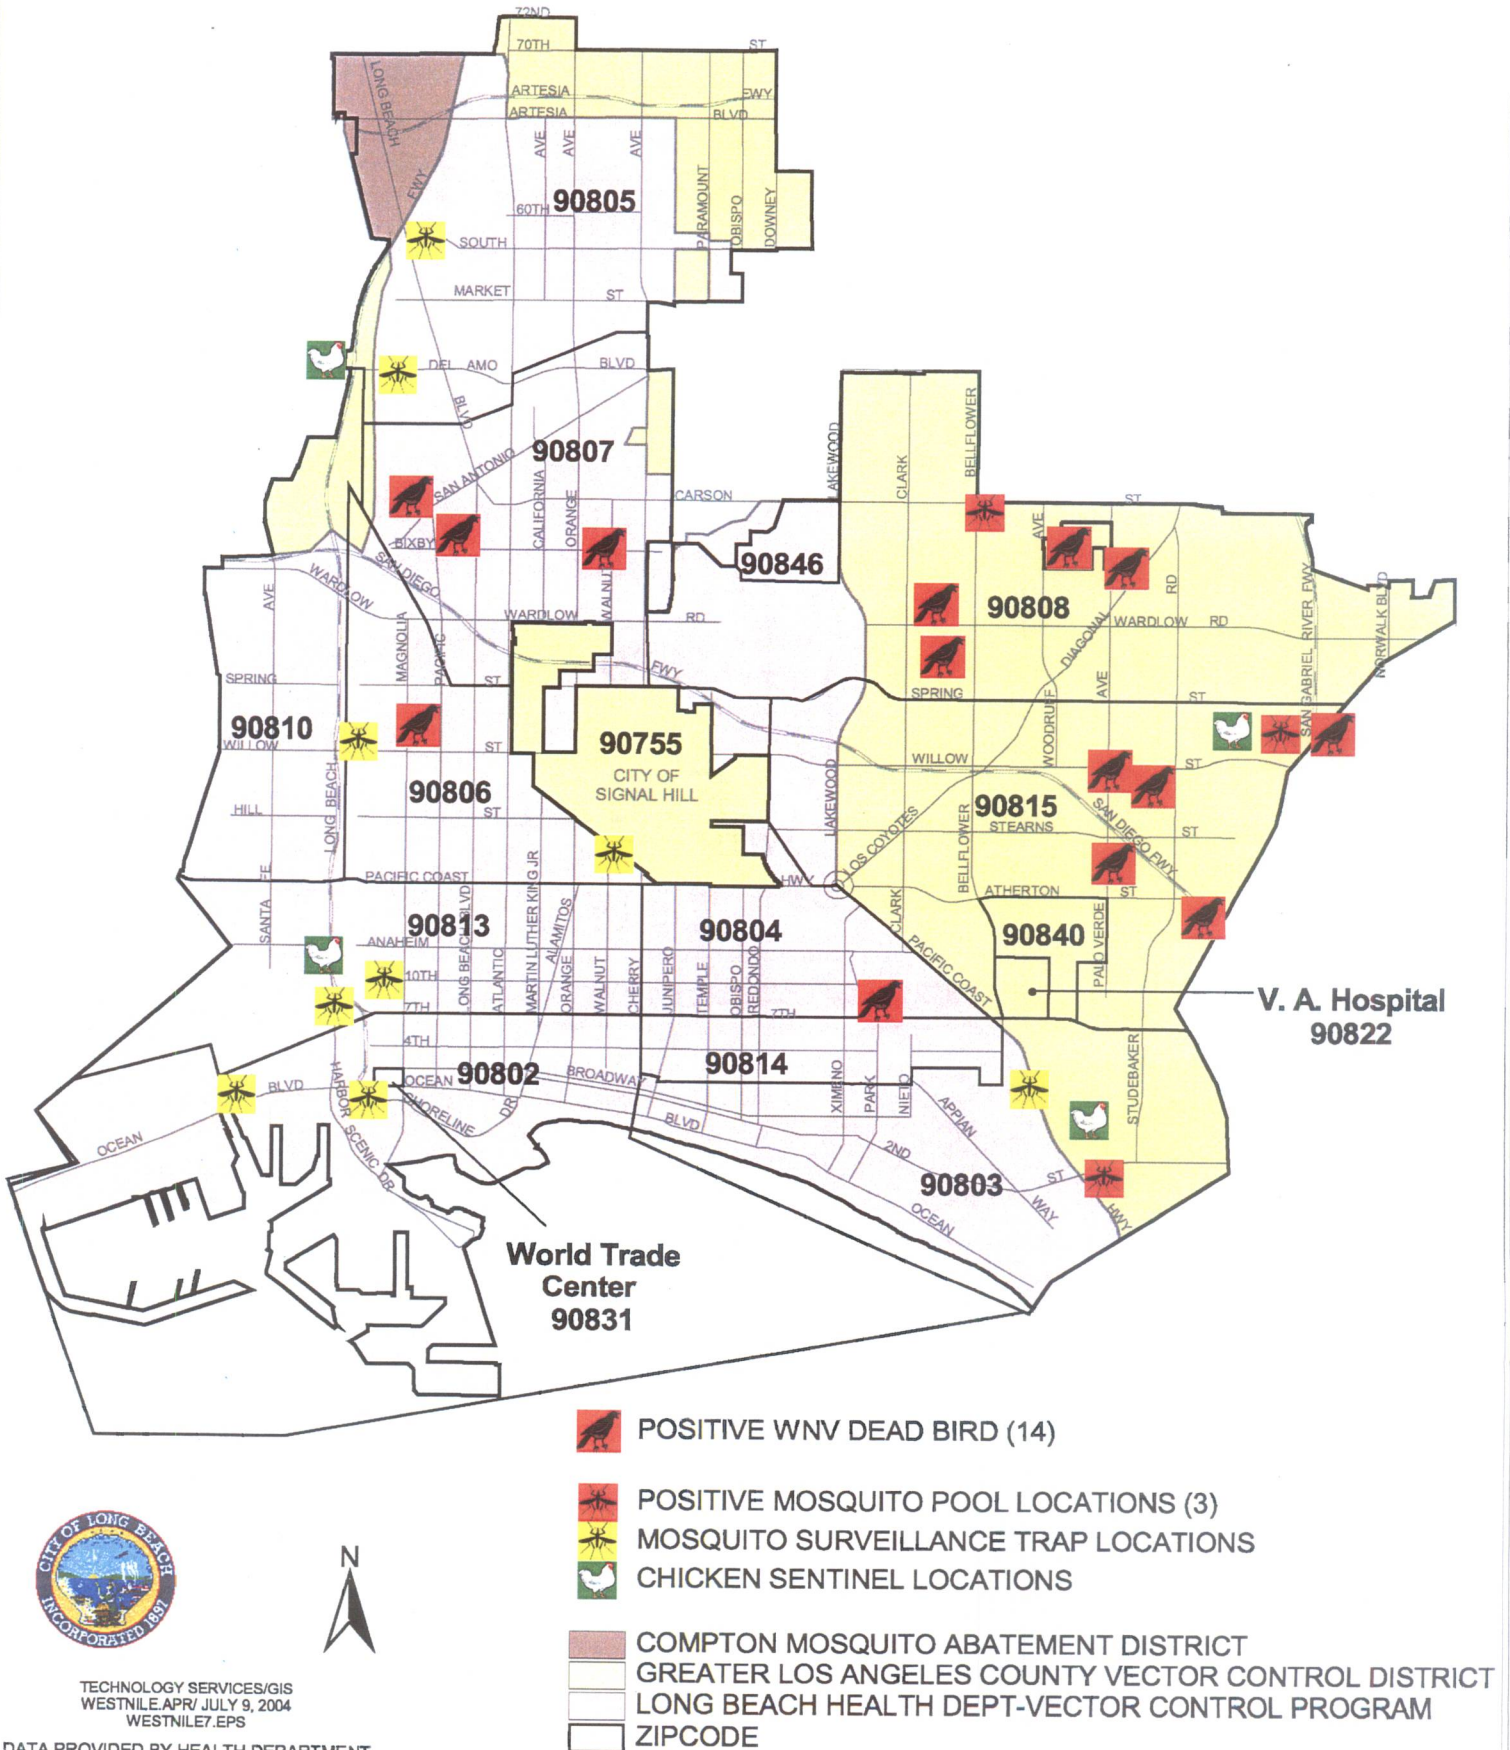 72ND
70TH ST
LONG BEACH
ARTESIA FWY
ARTESIA BLVD
AVE AVE AVE
FWY
90805
PARAMOUNT
OBISPO
DOWNEY
60TH
SOUTH
MARKET ST
DEL AMO BLVD
BLVD
LAKEWOOD
CLARK
BELLFLOWER
90807
SAN ANTONIO
CALIFORNIA
ORANGE
CARSON ST
BIXBY
AVE
90846
SAN DIEGO
WARDLOW
AVE
WALNUT
90808
RD
SAN GABRIEL RIVER FWY
NORWALK BLVD
WARDLOW RD
WARDLOW RD
DIAGONAL
MAGNOLIA
PACIFIC
FWY
SPRING ST
SPRING ST
WOODRUFF
AVE
90810
WILLOW ST
90755
CITY OF
SIGNAL HILL
WILLOW ST
LONG BEACH
90806
LAKEWOOD
90815
SAN DIEGO FWY
HILL ST
STEARNS ST
LOS COYOTES
BELLFLOWER
PACIFIC COAST HWY
ATHERTON ST
SANTA FE
90813
LONG BEACH BLVD
MARTIN LUTHER KING JR
ALAMITOS
90804
CLARK
90840
PALO VERDE
ANAHEIM
PACIFIC COAST
10TH
ATLANTIC
ORANGE
WALNUT
CHERRY
JUNIPERO
TEMPLE
OBISPO
REDONDO
7TH 7TH
V. A. Hospital
90822
4TH
90814
HARBOR
SCENIC DR
OCEAN 90802 BROADWAY
BLVD
SHORELINE
DR
XIMENO
PARK
NIETO
APPIAN
WAY
STUDEBAKER
OCEAN
BLVD
2ND ST
90803
OCEAN
HWY
World Trade
Center
90831
POSITIVE WNV DEAD BIRD (14)
POSITIVE MOSQUITO POOL LOCATIONS (3)
MOSQUITO SURVEILLANCE TRAP LOCATIONS
CHICKEN SENTINEL LOCATIONS
COMPTON MOSQUITO ABATEMENT DISTRICT
GREATER LOS ANGELES COUNTY VECTOR CONTROL DISTRICT
LONG BEACH HEALTH DEPT-VECTOR CONTROL PROGRAM
ZIPCODE
CITY OF LONG BEACH
INCORPORATED 1897
N
TECHNOLOGY SERVICES/GIS
WESTNILE.APR/ JULY 9, 2004
WESTNILE7.EPS
DATA PROVIDED BY HEALTH DEPARTMENT